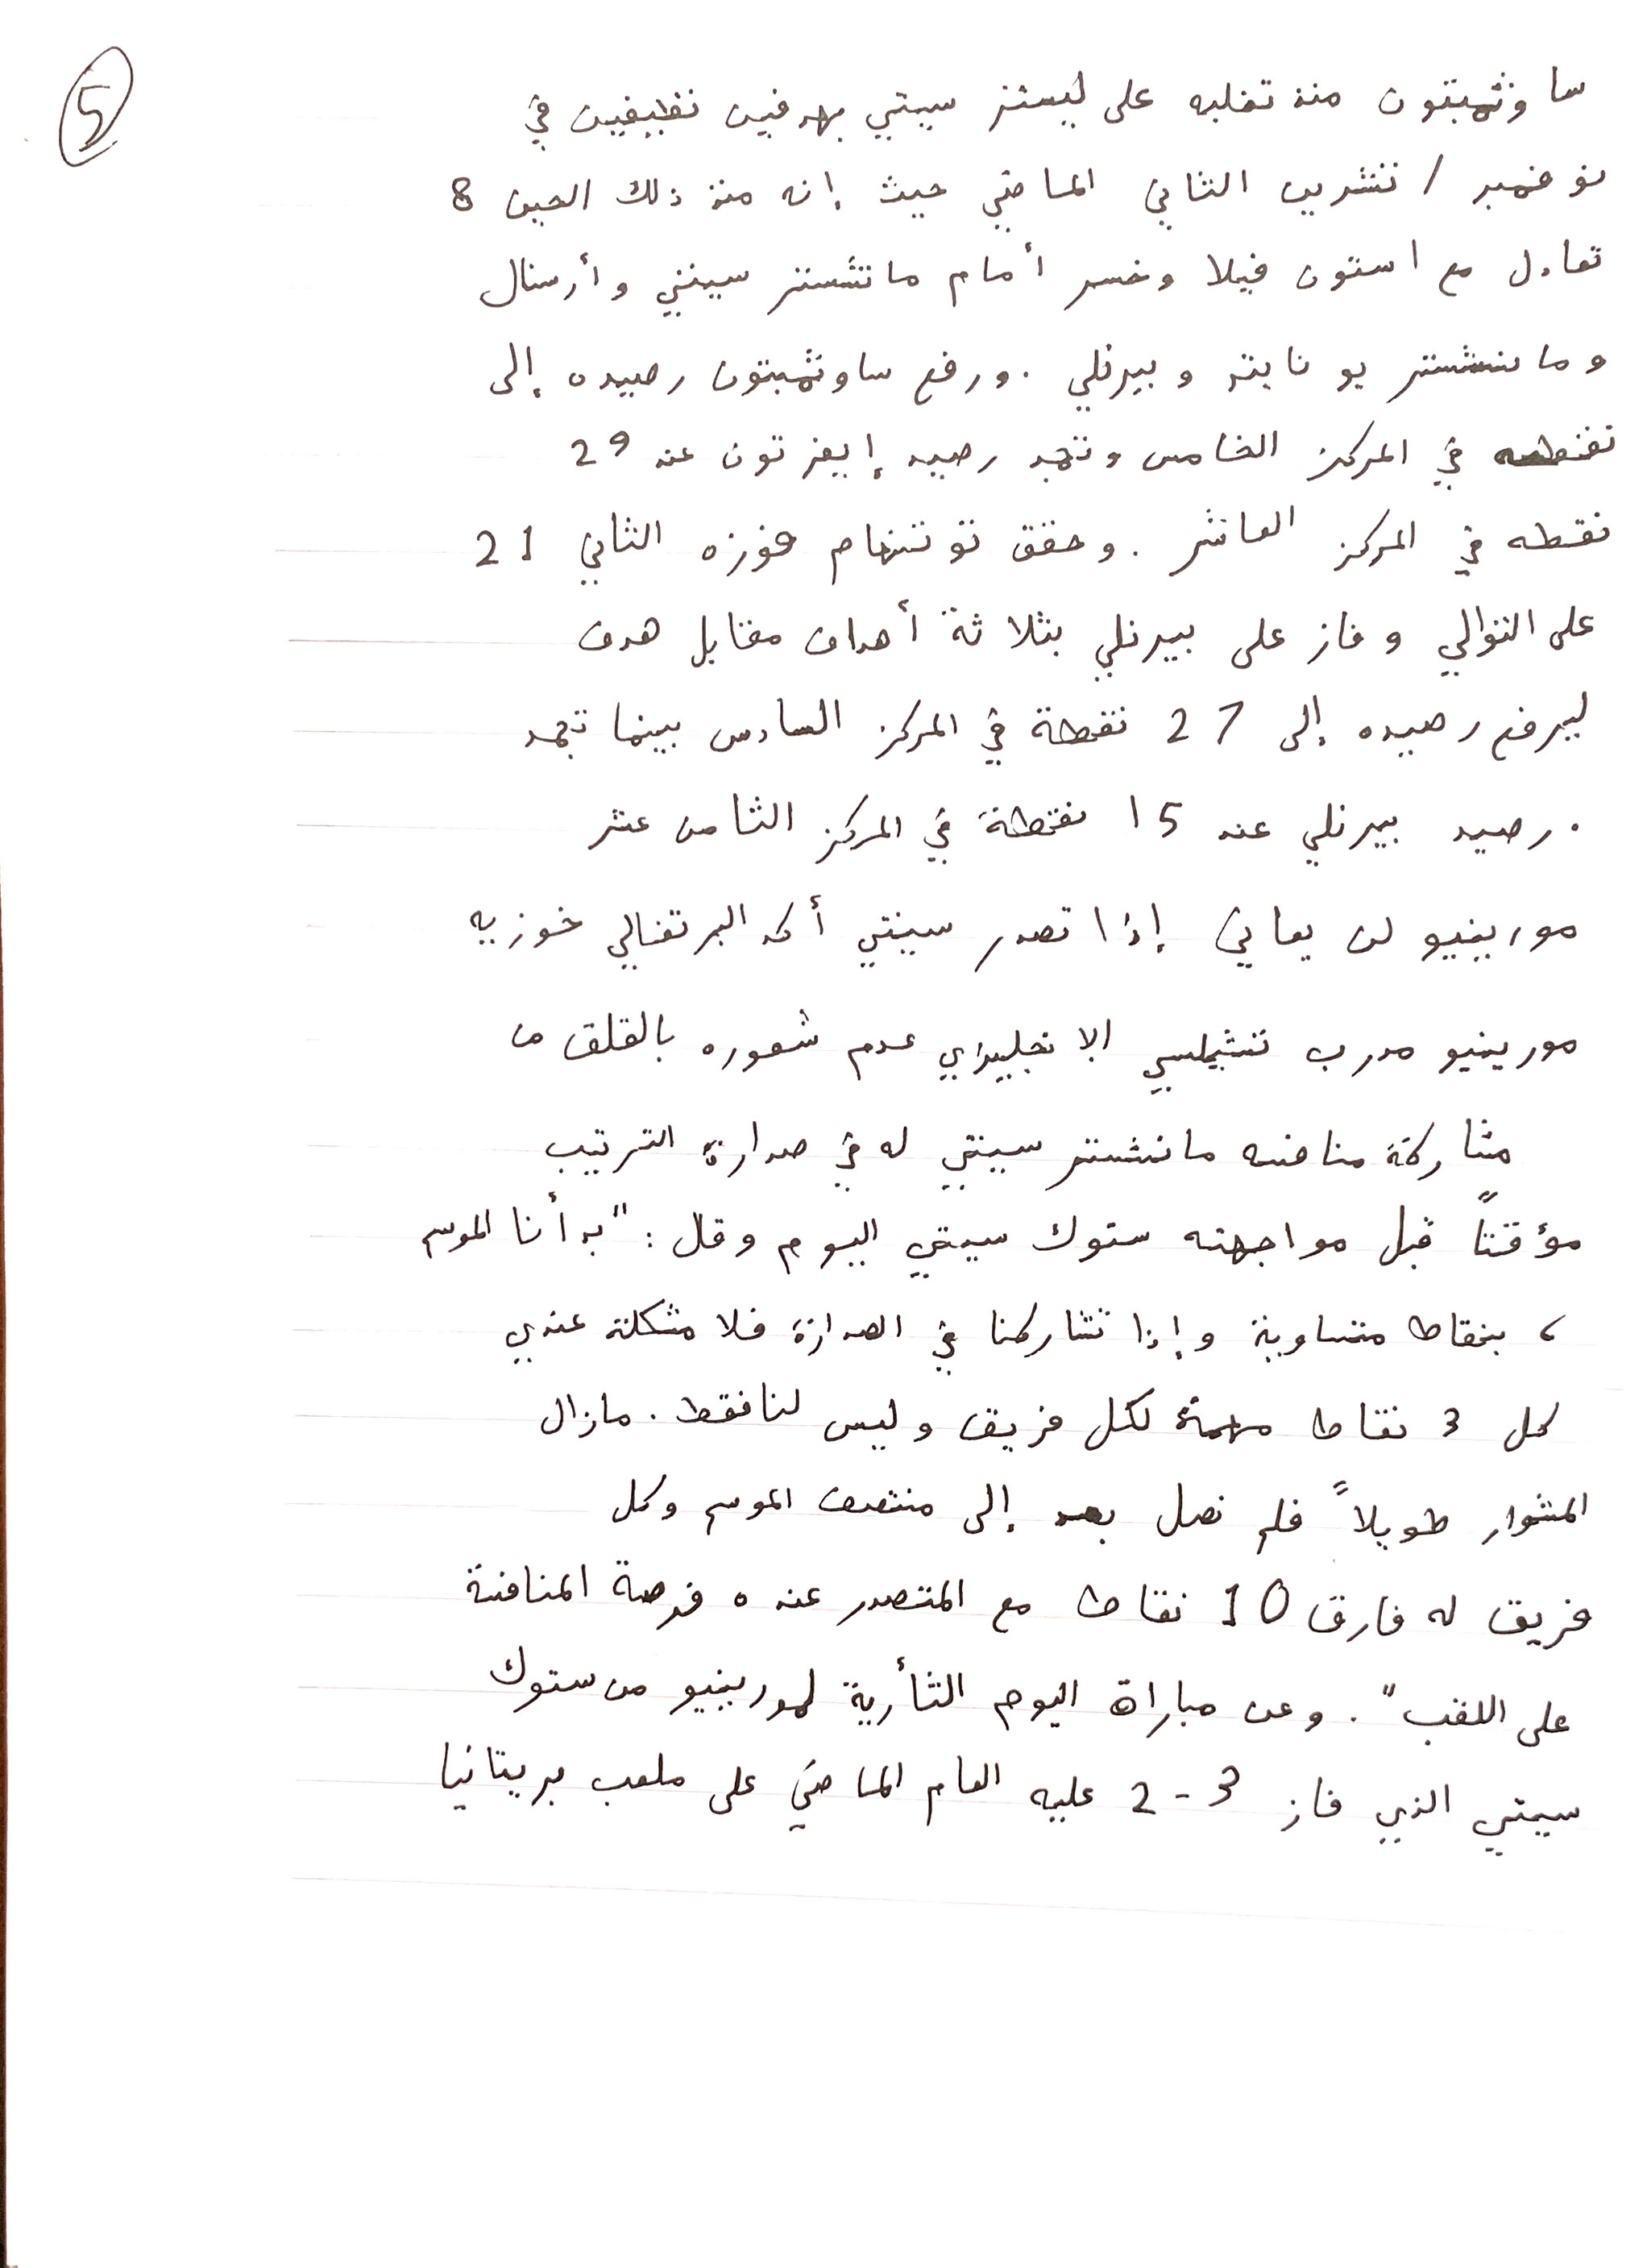 5
ساوثمبتون منذ تغلبه على ليستر سيتي بهدفين نظيفين في
نوفمبر / تشرين الثاني الماضي حيث إنه منذ ذلك الحين 8
تعادل مع استون فيلا وخسر أمام مانشستر سيتي وأرسنال
ومانشستر يونايتد وبيرنلي . ورفع ساوثمبتون رصيده إلى
نقطه في المركز الخامس وتجمد رصيد إيفرتون عند 29
نقطه في المركز العاشر . وحقق توتنهام فوزه الثاني 21
على التوالي وفاز على بيرنلي بثلاثة أهداف مقابل هدف
ليرفع رصيده إلى 27 نقطة في المركز السادس بينما تجمد
. رصيد بيرنلي عند 15 نقطة في المركز الثامن عشر
مورينيو لن يعاني إذا تصدر سيتي أكد البرتغالي خوزيه
مورينيو مدرب تشيلسي الانجليزي عدم شعوره بالقلق من
مشاركة منافسه مانشستر سيتي له في صدارة الترتيب
مؤقتاً قبل مواجهته ستوك سيتي اليوم وقال : "بدأنا الموسم
، بنقاط متساوية وإذا تشاركنا في الصدارة فلا مشكلة عندي
كل 3 نقاط مهمة لكل فريق وليس لنا فقط . مازال
المشوار طويلاً فلم نصل بعد إلى منتصف الموسم وكل
فريق له فارق 10 نقاط مع المتصدر عنده فرصة المنافسة
على اللقب" . وعن مباراة اليوم الثأرية لمورينيو من ستوك
سيتي الذي فاز 3 - 2 عليه العام الماضي على ملعب بريتانيا